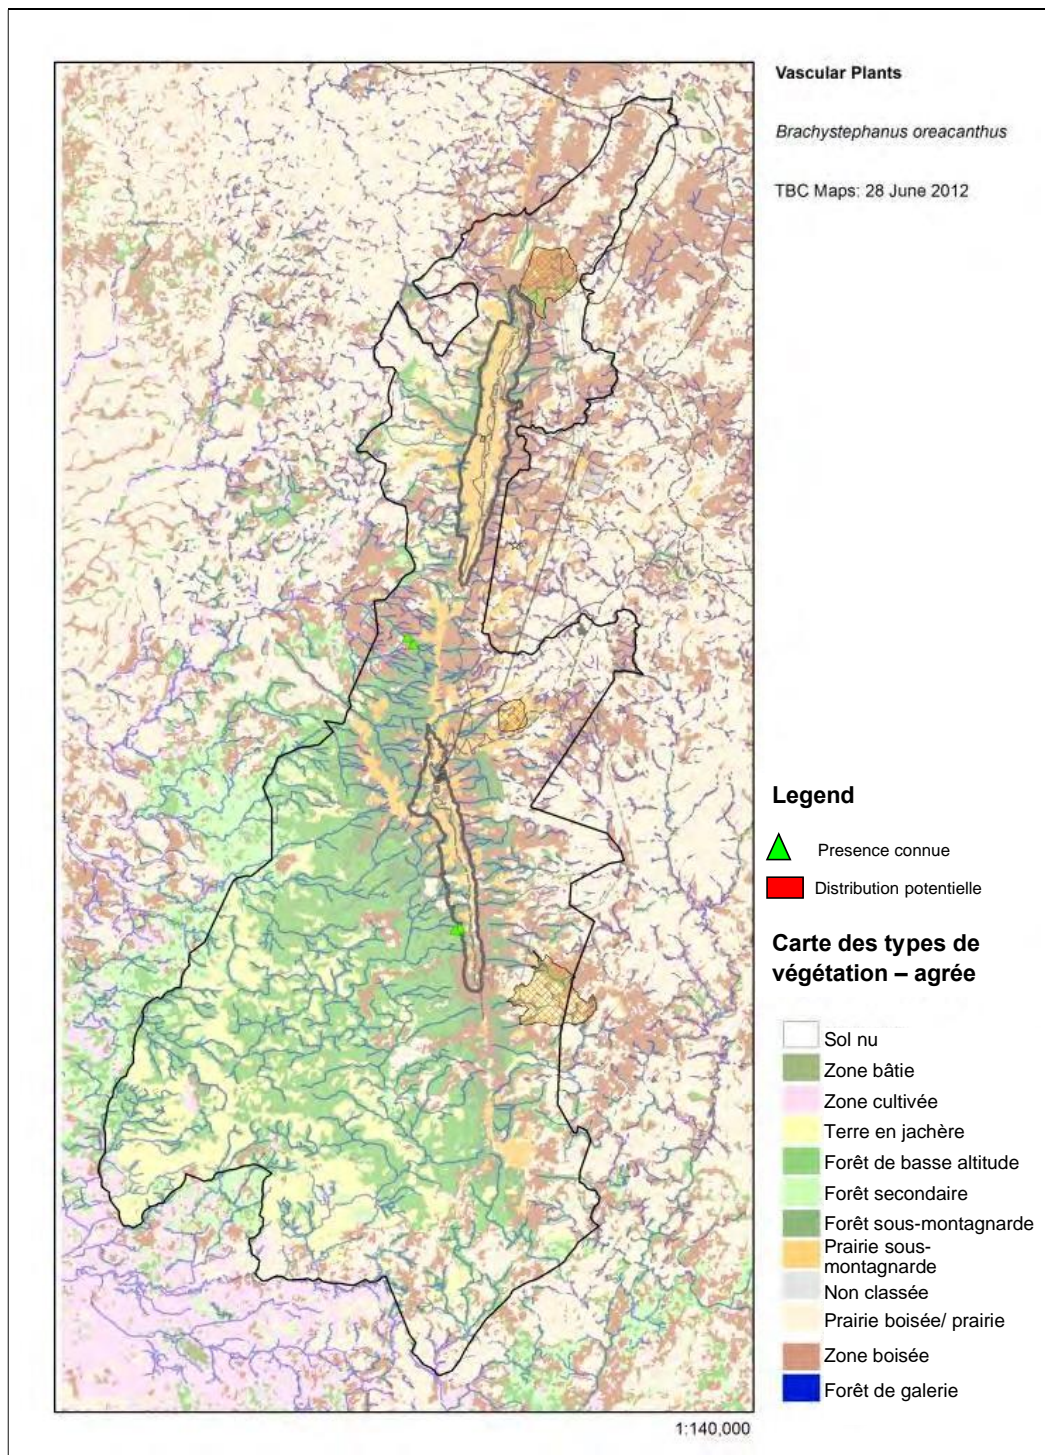 Vascular Plants
Brachystephanus oreacanthus
TBC Maps: 28 June 2012
Legend
Presence connue
Distribution potentielle
Carte des types de
végétation – agrée
Sol nu
Zone bâtie
Zone cultivée
Terre en jachère
Forêt de basse altitude
Forêt secondaire
Forêt sous-montagnarde
Prairie sous-
montagnarde
Non classée
Prairie boisée/ prairie
Zone boisée
Forêt de galerie
1:140,000